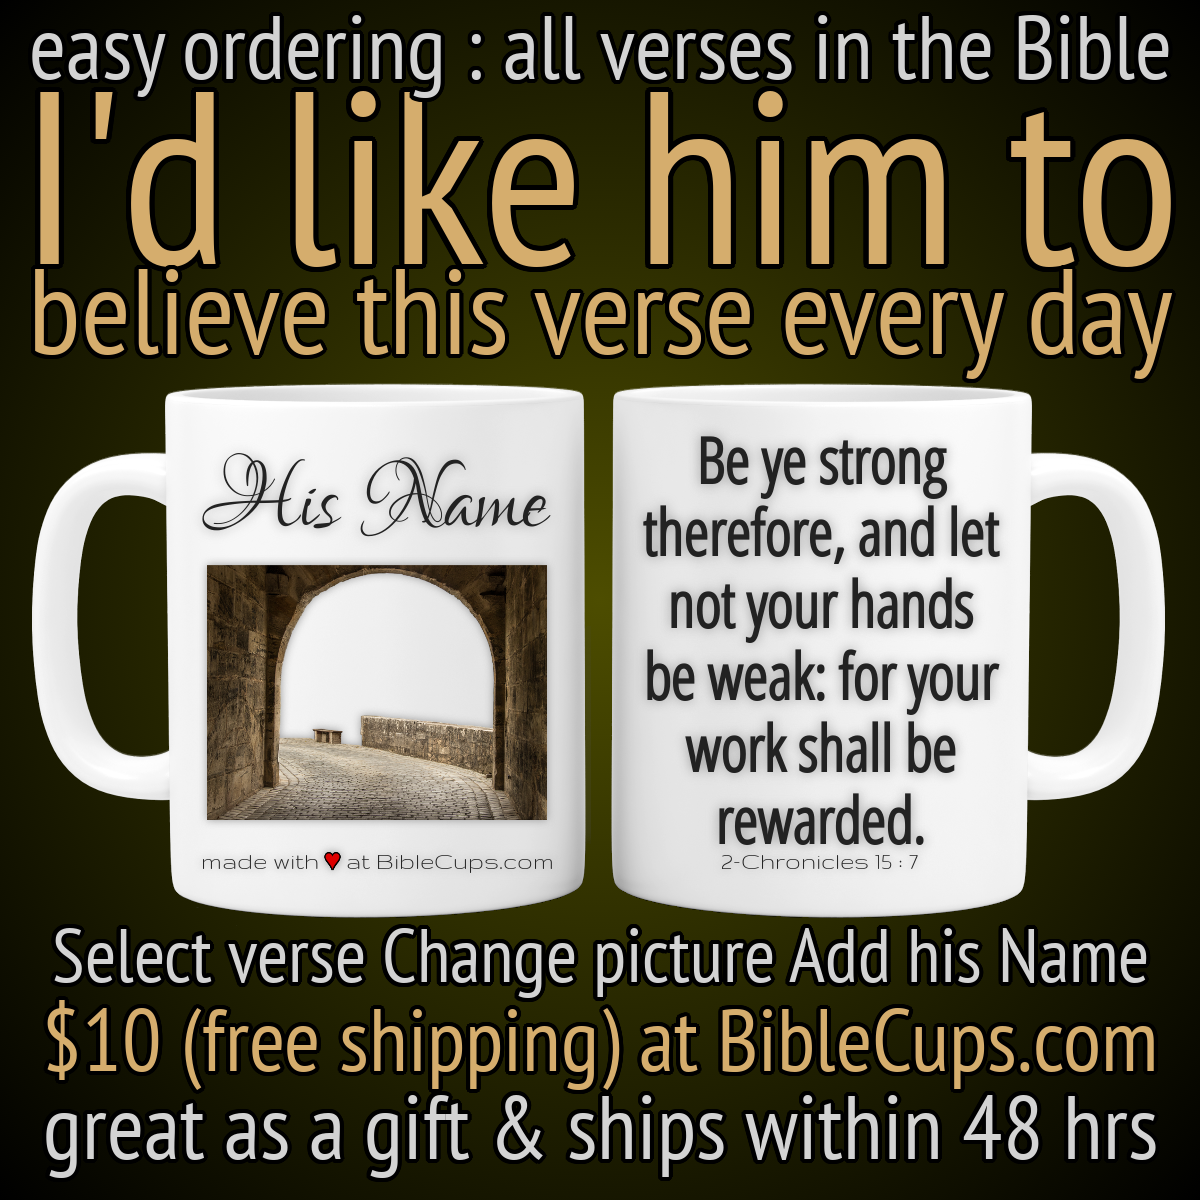 easy ordering : all verses in the Bible
I'd like him to
believe this verse every day
His Name
made with ♥ at BibleCups.com
Be ye strong
therefore, and let
not your hands
be weak: for your
work shall be
rewarded.
2-Chronicles 15 : 7
Select verse Change picture Add his Name
$10 (free shipping) at BibleCups.com
great as a gift & ships within 48 hrs